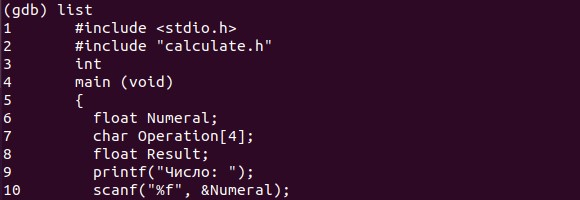 (gdb) list
1       #include <stdio.h>
2       #include "calculate.h"
3       int
4       main (void)
5       {
6         float Numeral;
7         char Operation[4];
8         float Result;
9         printf("Число: ");
10        scanf("%f", &Numeral);